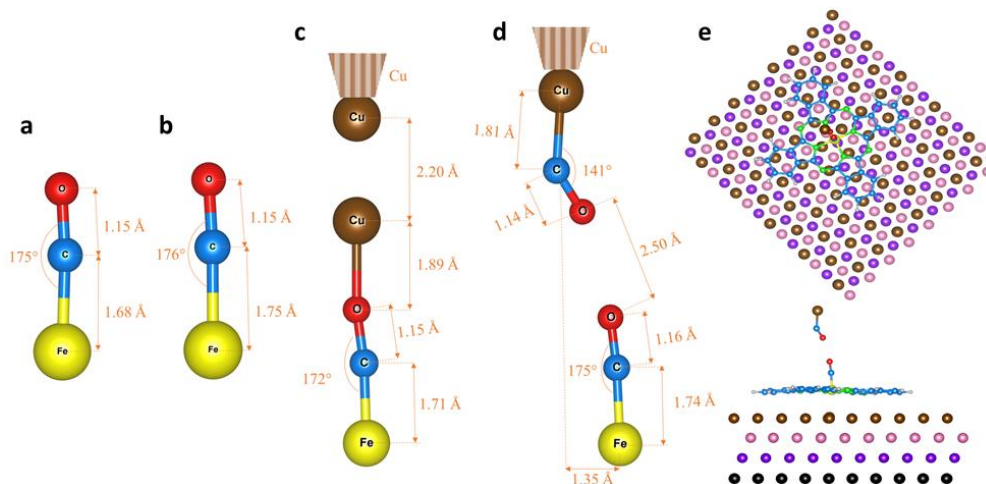 a
O
1.15 Å
C
175°
1.68 Å
Fe
b
O
1.15 Å
C
176°
1.75 Å
Fe
c
Cu
Cu
2.20 Å
Cu
1.89 Å
O
1.15 Å
C
172°
1.71 Å
Fe
d
Cu
Cu
1.81 Å
C
141°
1.14 Å
O
2.50 Å
O
1.16 Å
C
175°
1.74 Å
Fe
1.35 Å
e